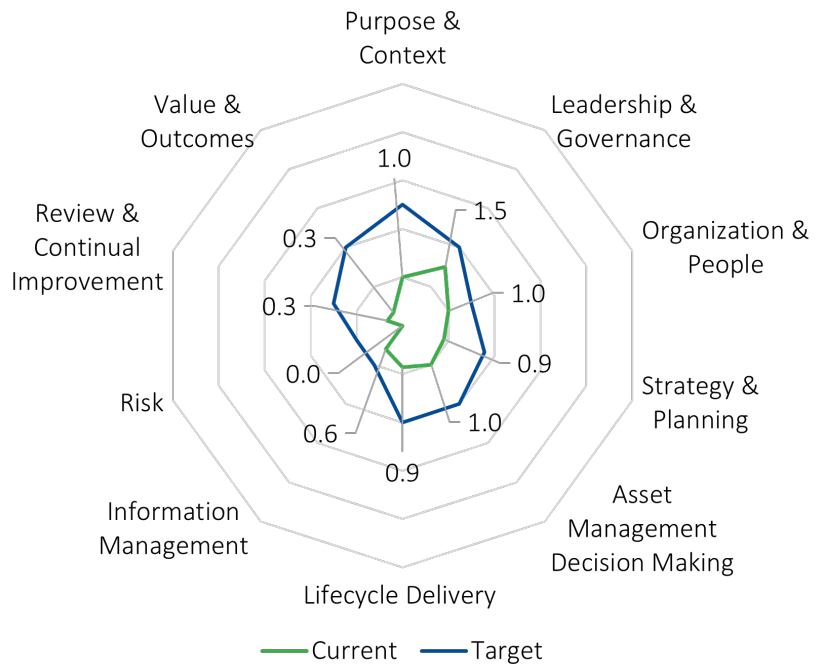 Purpose &
Context
Value &
Outcomes
Leadership &
Governance
1.0
1.5
Review &
Continual
Improvement
0.3
Organization &
People
0.3
1.0
0.0
0.9
Risk
Strategy &
Planning
0.6
1.0
0.9
Information
Management
Asset
Management
Decision Making
Lifecycle Delivery
Current
Target